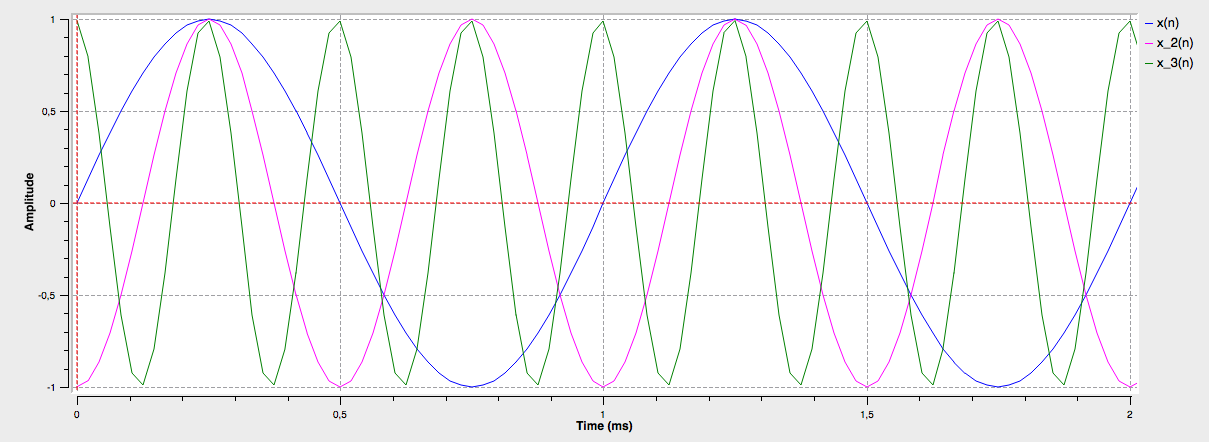 1
0,5
0
-0,5
-1
Amplitude
0
0,5
1
1,5
2
Time (ms)
x(n)
x_2(n)
x_3(n)